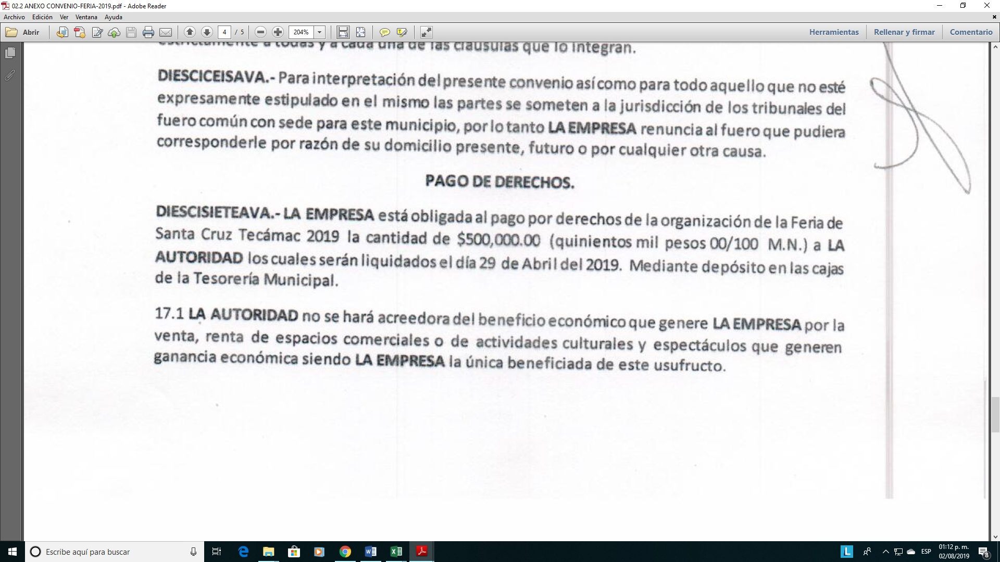 02.2 ANEXO CONVENIO-FERIA-2019.pdf - Adobe Reader
Archivo Edición Ver Ventana Ayuda
Abrir 4 / 5 204% Herramientas Rellenar y firmar Comentario
estrictamente a todas y a cada una de las cláusulas que lo integran.
DIESCICEISAVA.- Para interpretación del presente convenio así como para todo aquello que no esté
expresamente estipulado en el mismo las partes se someten a la jurisdicción de los tribunales del
fuero común con sede para este municipio, por lo tanto LA EMPRESA renuncia al fuero que pudiera
corresponderle por razón de su domicilio presente, futuro o por cualquier otra causa.
PAGO DE DERECHOS.
DIESCISIETEAVA.- LA EMPRESA está obligada al pago por derechos de la organización de la Feria de
Santa Cruz Tecámac 2019 la cantidad de $500,000.00 (quinientos mil pesos 00/100 M.N.) a LA
AUTORIDAD los cuales serán liquidados el día 29 de Abril del 2019. Mediante depósito en las cajas
de la Tesorería Municipal.
17.1 LA AUTORIDAD no se hará acreedora del beneficio económico que genere LA EMPRESA por la
venta, renta de espacios comerciales o de actividades culturales y espectáculos que generen
ganancia económica siendo LA EMPRESA la única beneficiada de este usufructo.
Escribe aquí para buscar
ESP
01:12 p. m.
02/08/2019
8